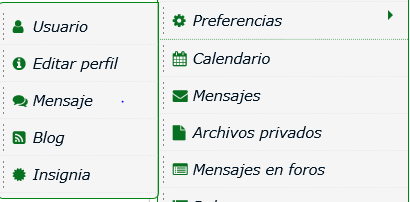 Usuario
Editar perfil
Mensaje
Blog
Insignia
Preferencias
Calendario
Mensajes
Archivos privados
Mensajes en foros